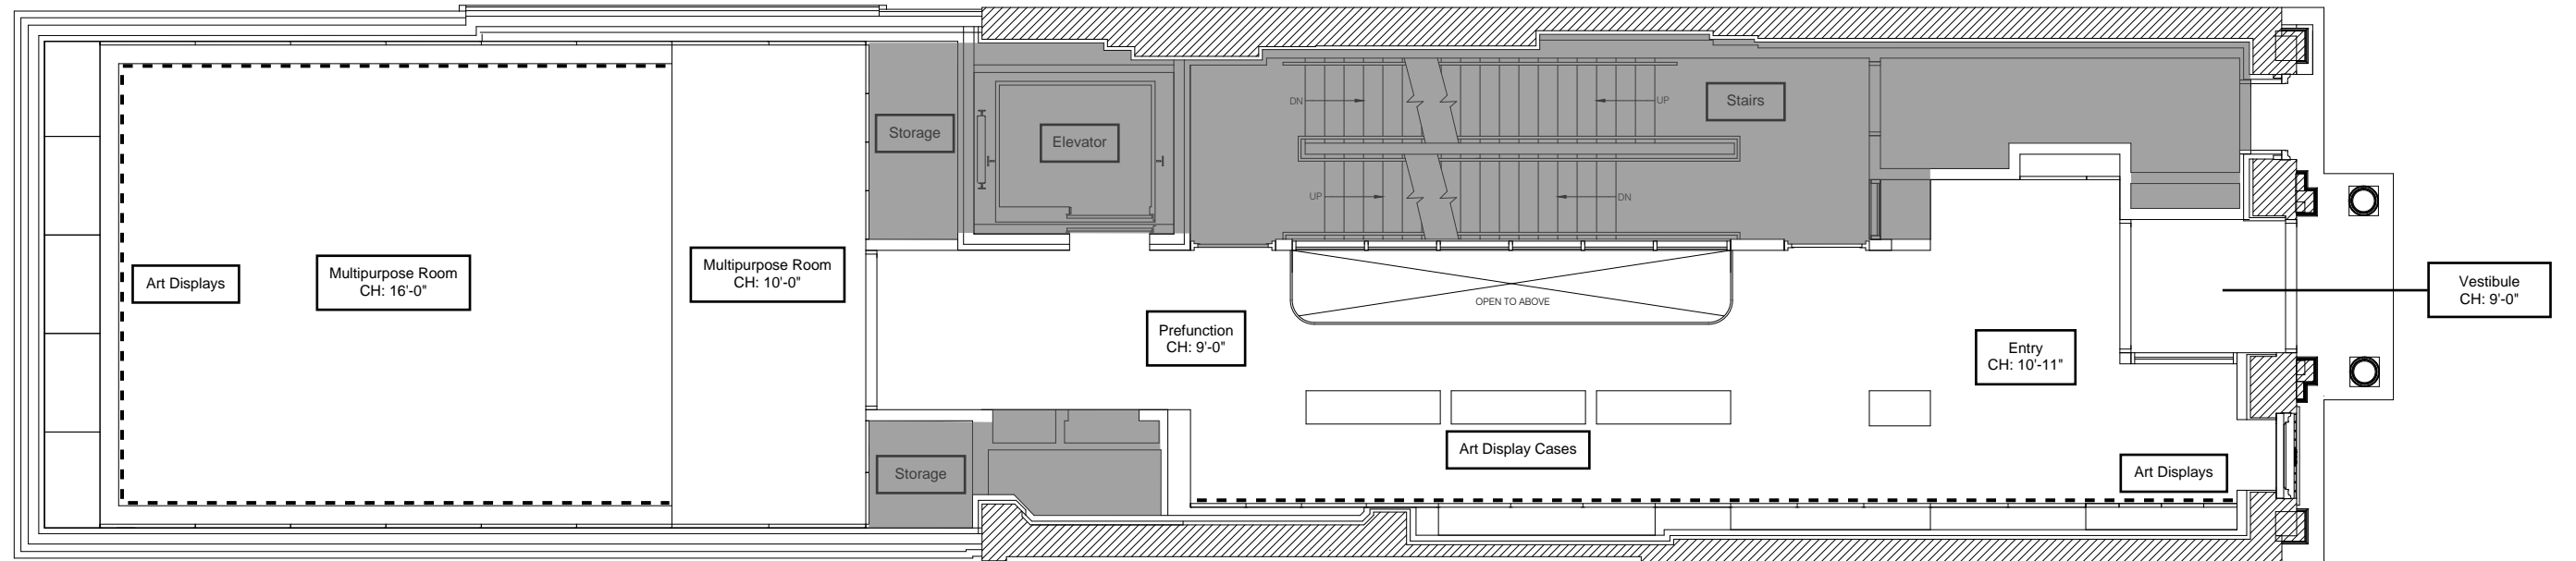 DN
UP
Stairs
Storage
Elevator
UP
DN
Art Displays
Multipurpose Room
CH: 16'-0"
Multipurpose Room
CH: 10'-0"
OPEN TO ABOVE
Vestibule
CH: 9'-0"
Prefunction
CH: 9'-0"
Entry
CH: 10'-11"
Art Display Cases
Storage
Art Displays